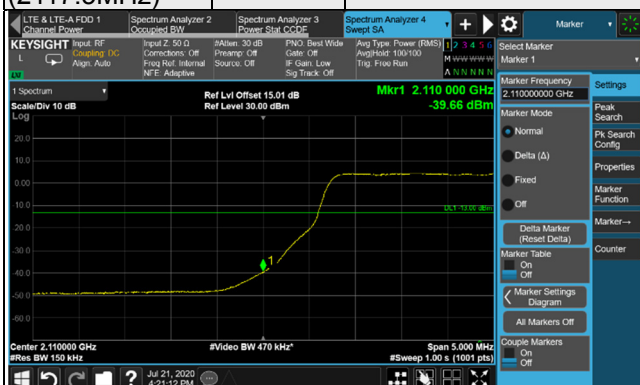 (2117.5MHz)
LTE & LTE-A FDD 1
Channel Power
Spectrum Analyzer 2
Occupied BW
Spectrum Analyzer 3
Power Stat CCDF
Spectrum Analyzer 4
Swept SA
Marker
KEYSIGHT
L
LV
Input: RF
Coupling: DC
Align: Auto
Input Z: 50 Ω
Corrections: Off
Freq Ref: Internal
NFE: Adaptive
#Atten: 30 dB
Preamp: Off
Source: Off
PNO: Best Wide
Gate: Off
IF Gain: Low
Sig Track: Off
Avg Type: Power (RMS)
Avg|Hold: 100/100
Trig: Free Run
1 2 3 4 5 6
M W W W W W
A N N N N N
Select Marker
Marker 1
1 Spectrum
Scale/Div 10 dB
Log
Ref Lvl Offset 15.01 dB
Ref Level 30.00 dBm
Mkr1 2.110 000 GHz
-39.66 dBm
20.0
10.0
0.00
-10.0
-20.0
-30.0
-40.0
-50.0
-60.0
DL1 -13.00 dBm
1
Center 2.110000 GHz
#Res BW 150 kHz
#Video BW 470 kHz*
Span 5.000 MHz
#Sweep 1.00 s (1001 pts)
Marker Frequency
2.110000000 GHz
Marker Mode
Normal
Delta (Δ)
Fixed
Off
Delta Marker
(Reset Delta)
Marker Table
On
Off
Marker Settings
Diagram
All Markers Off
Couple Markers
On
Off
Settings
Peak
Search
Pk Search
Config
Properties
Marker
Function
Marker→
Counter
Jul 21, 2020
4:21:12 PM